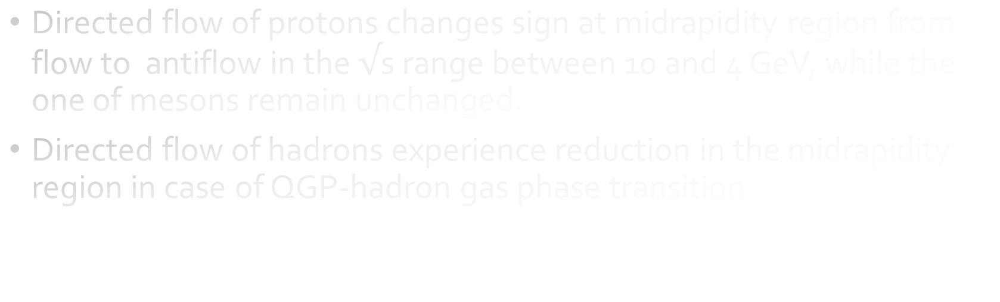 • Directed flow of protons changes sign at midrapidity region from
flow to  antiflow in the √s range between 10 and 4 GeV, while the
one of mesons remain unchanged.
• Directed flow of hadrons experience reduction in the midrapidity
region in case of QGP-hadron gas phase transition